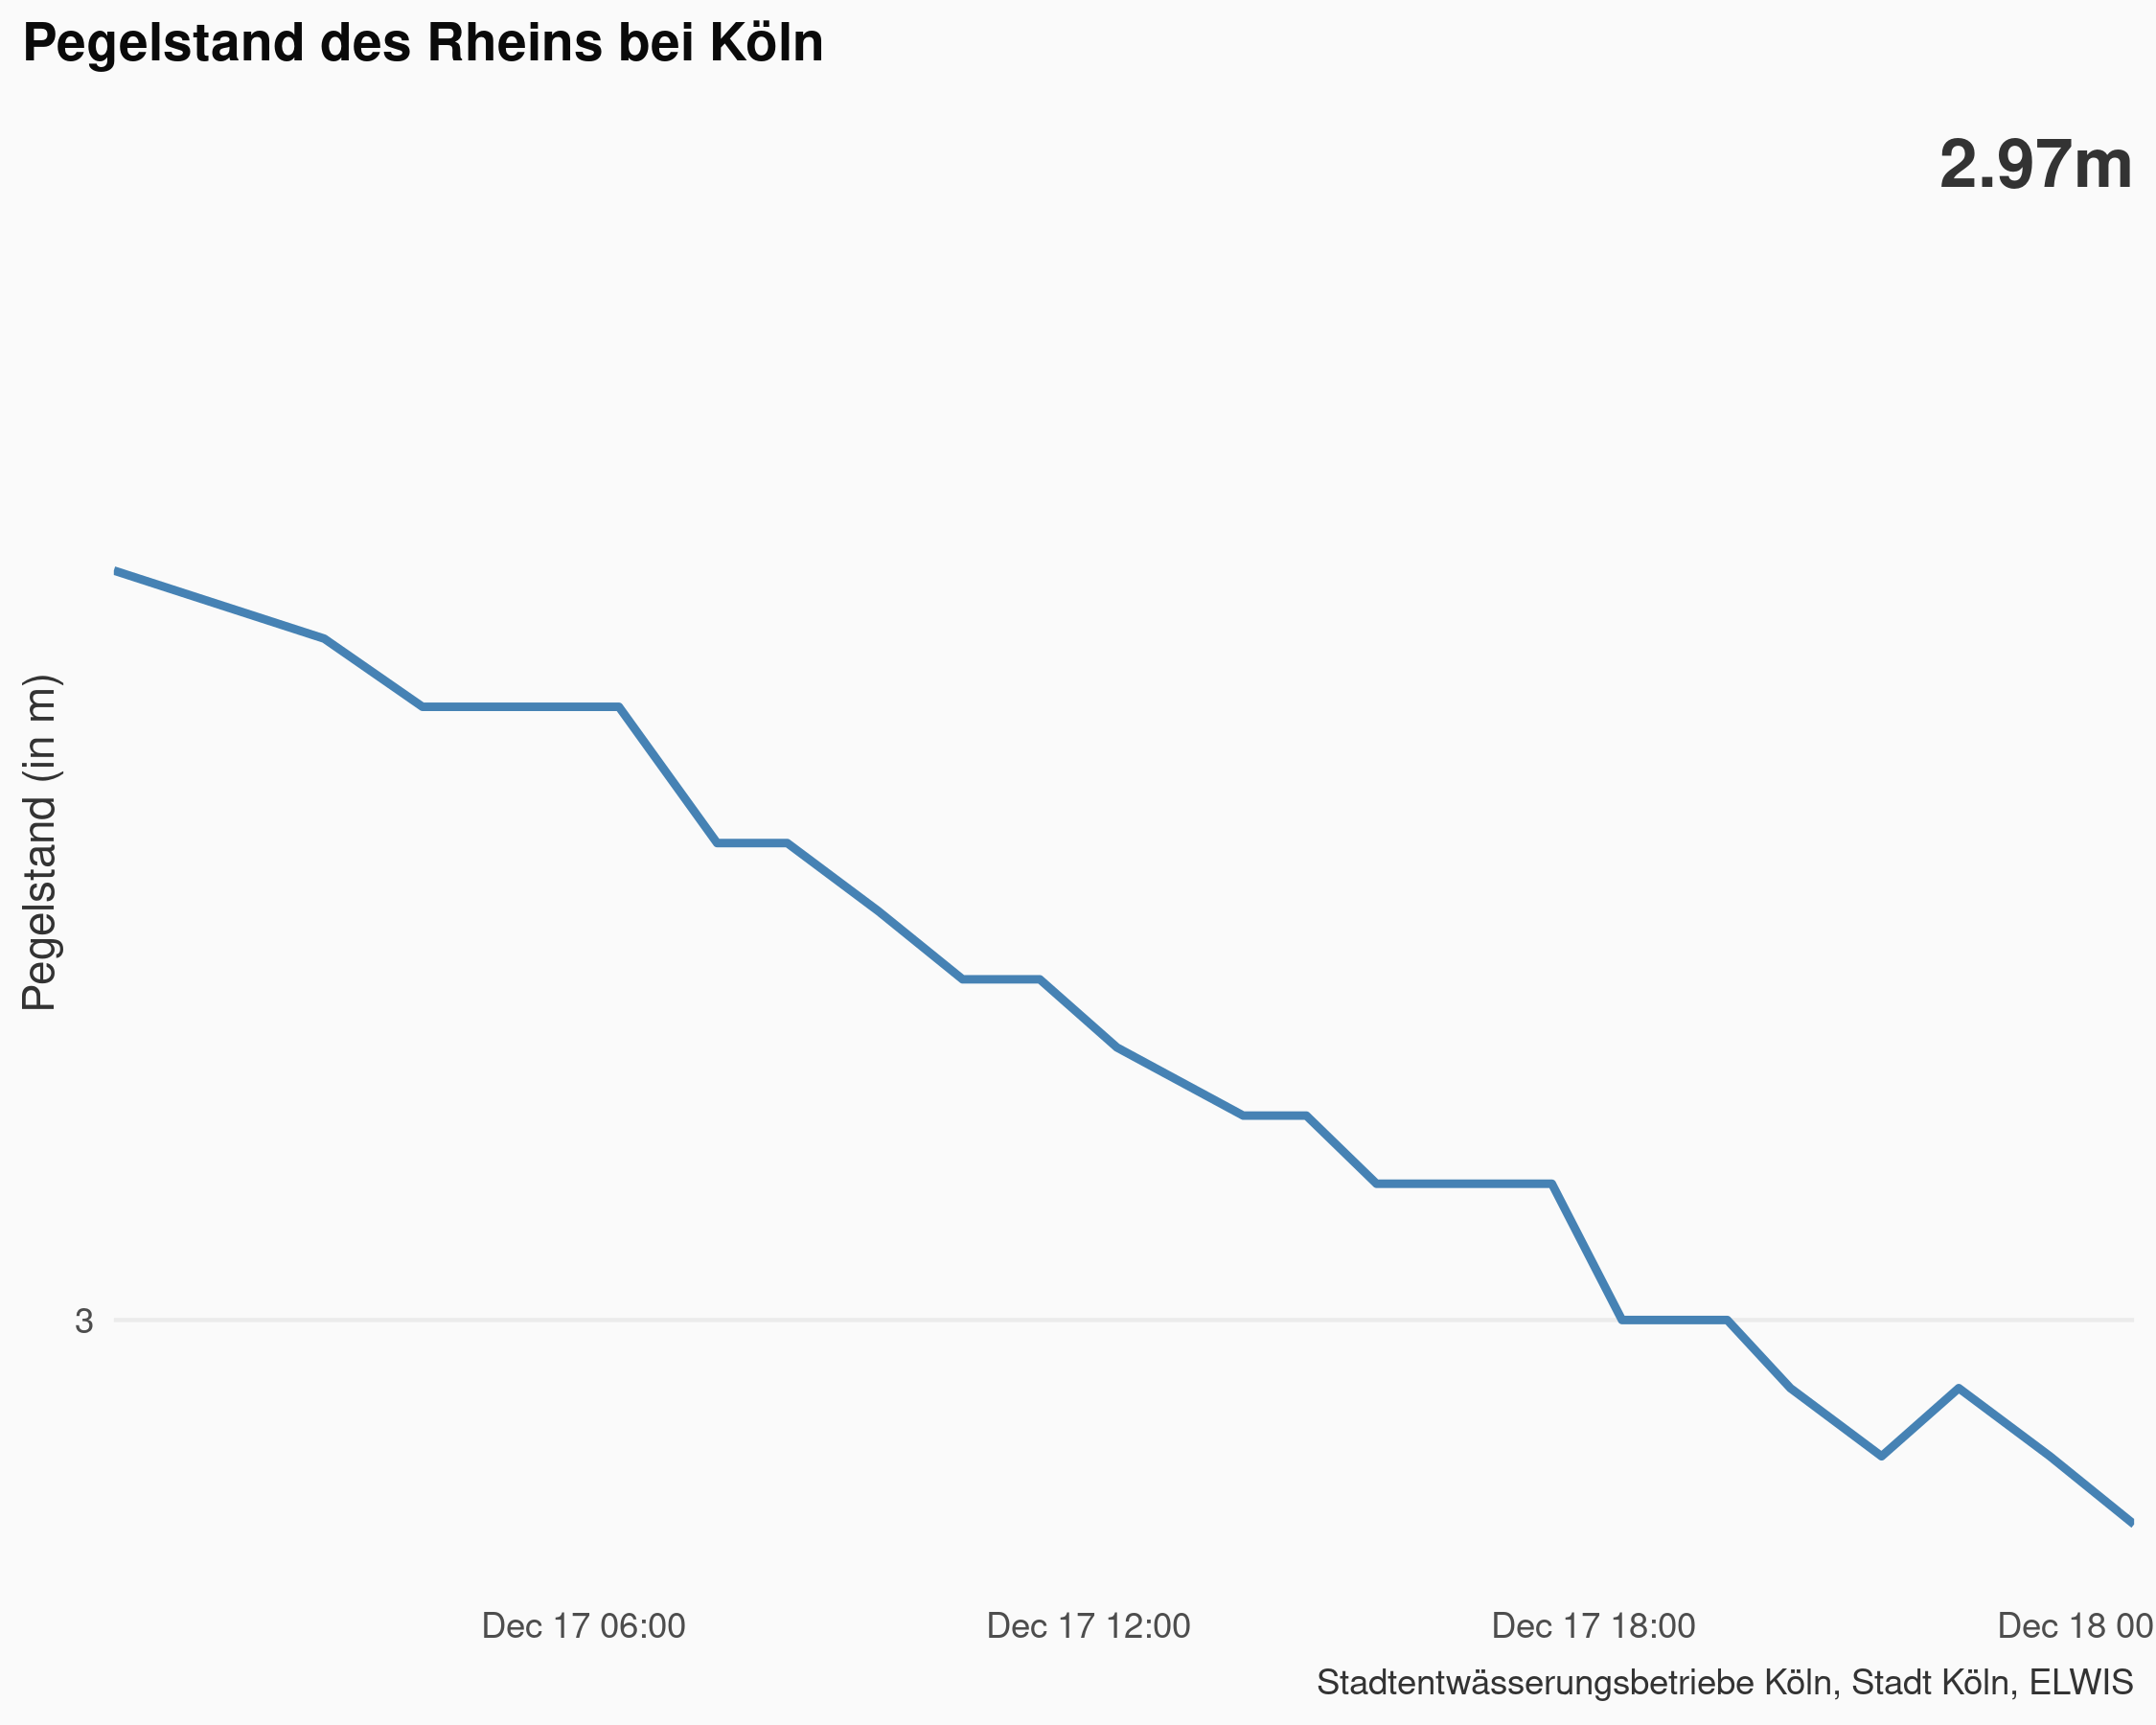 Pegelstand des Rheins bei Köln
2.97m
Pegelstand (in m)
3
Dec 17 06:00
Dec 17 12:00
Dec 17 18:00
Dec 18 00
Stadtentwässerungsbetriebe Köln, Stadt Köln, ELWIS